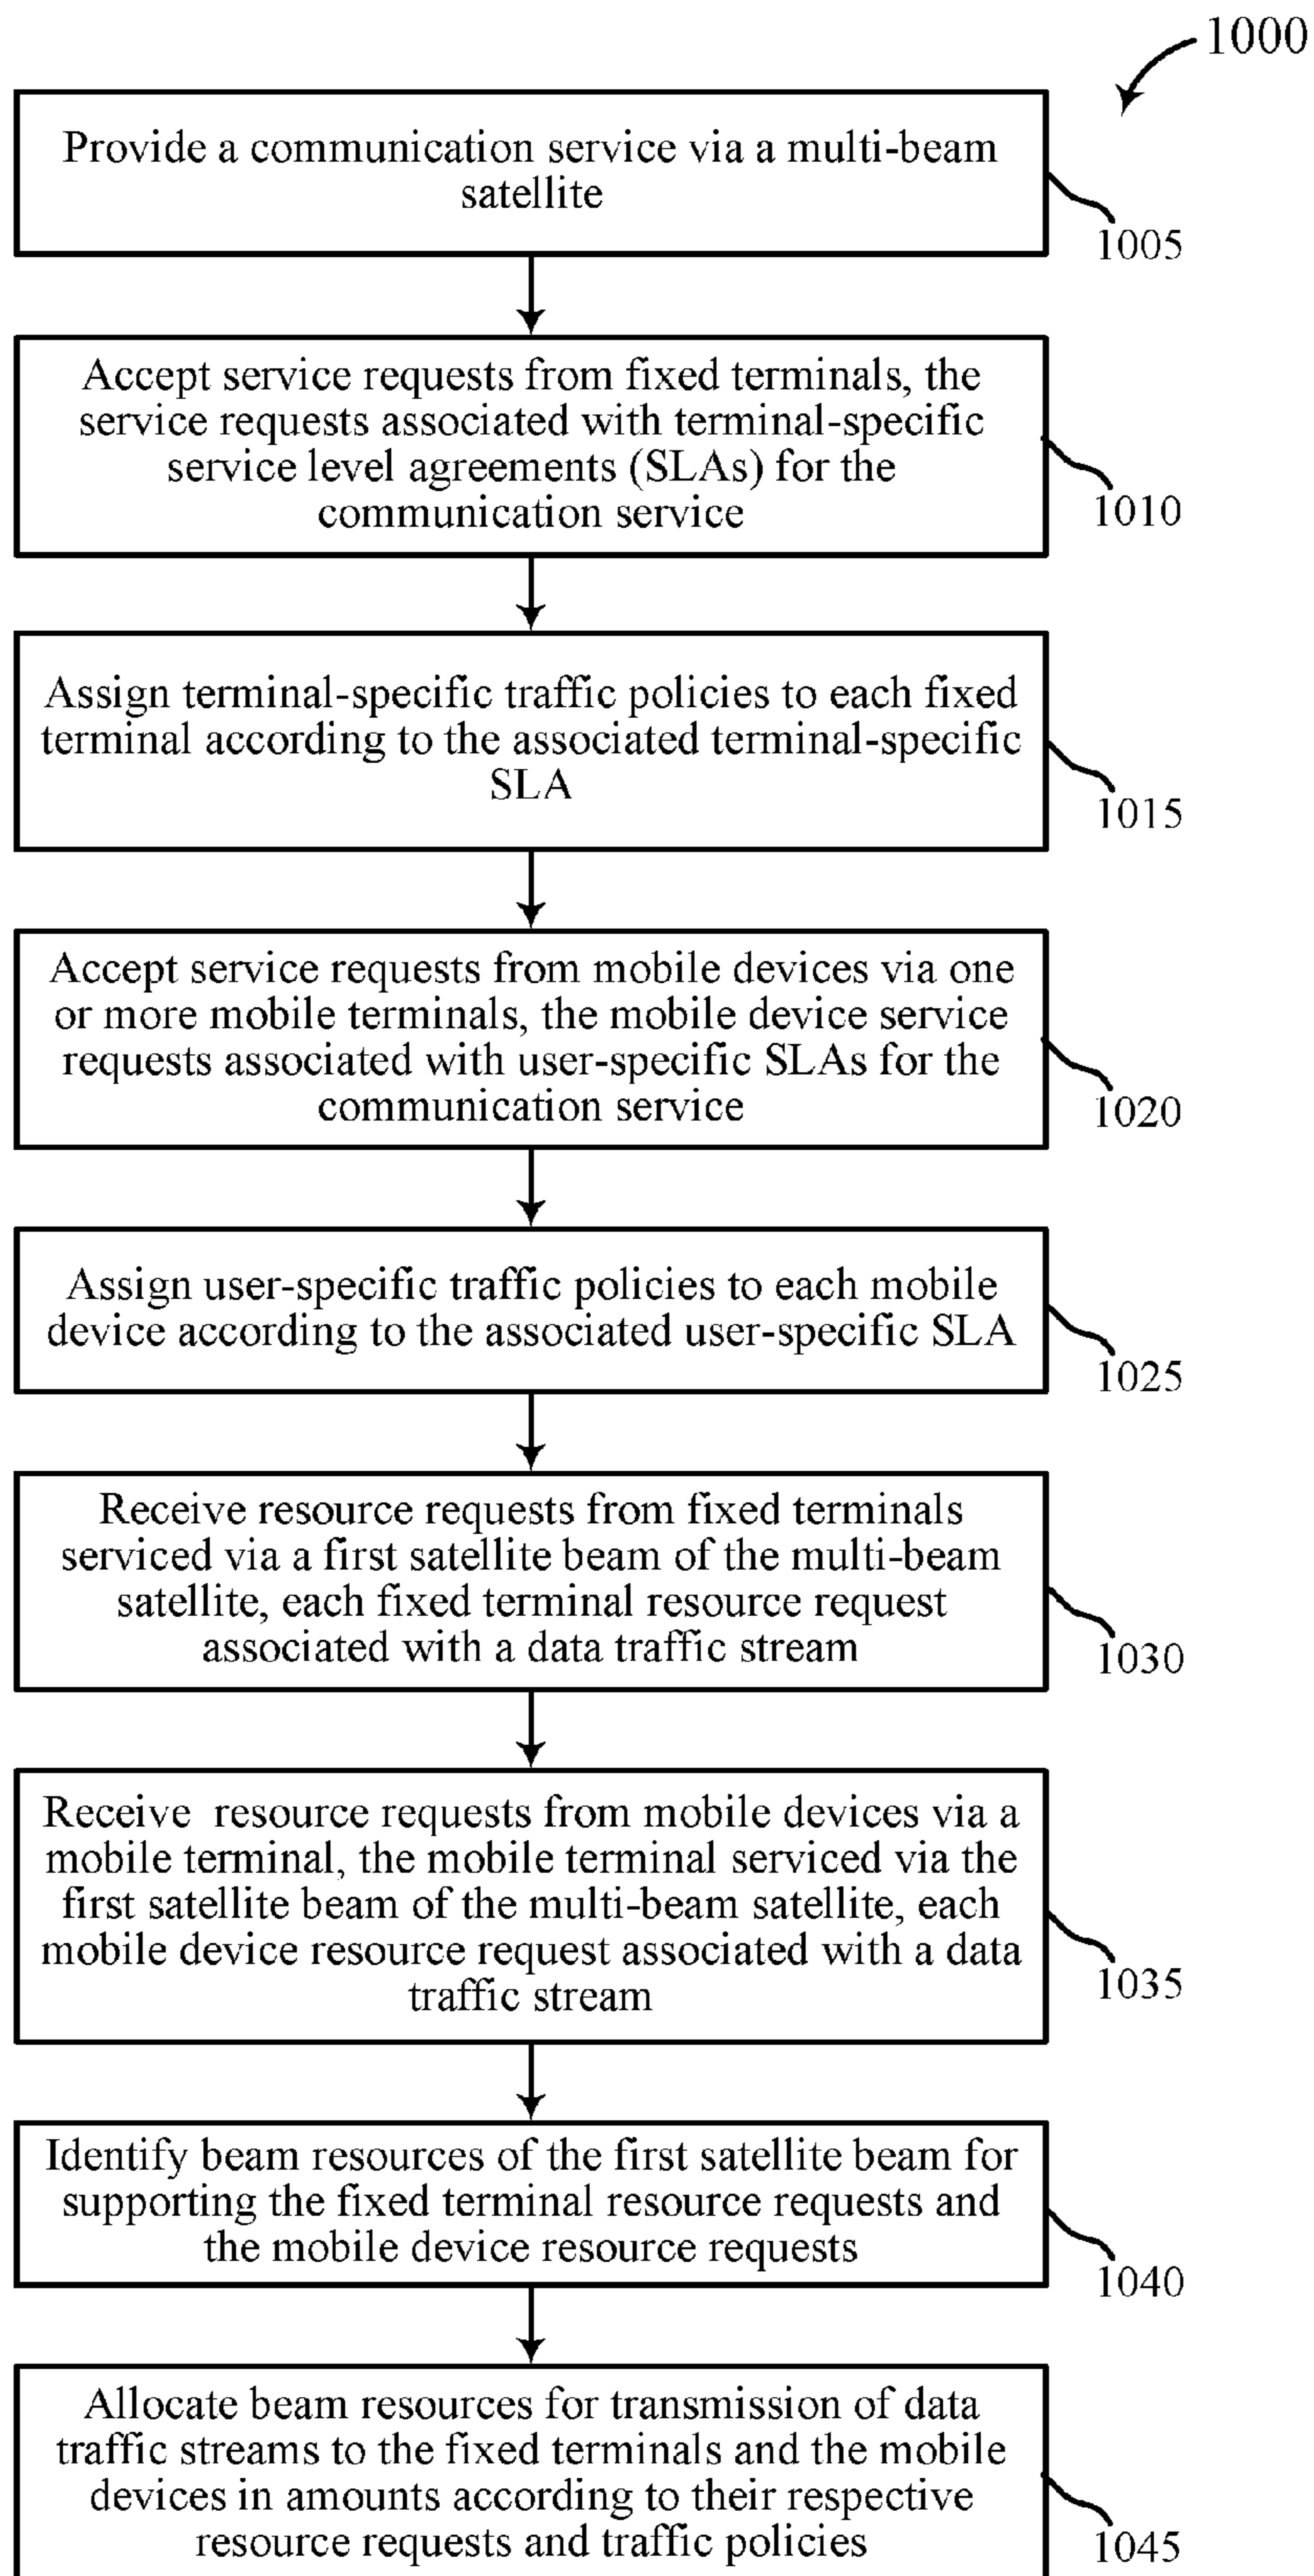 1000
Provide a communication service via a multi-beam
satellite
1005
Accept service requests from fixed terminals, the
service requests associated with terminal-specific
service level agreements (SLAs) for the
communication service
1010
Assign terminal-specific traffic policies to each fixed
terminal according to the associated terminal-specific
SLA
1015
Accept service requests from mobile devices via one
or more mobile terminals, the mobile device service
requests associated with user-specific SLAs for the
communication service
1020
Assign user-specific traffic policies to each mobile
device according to the associated user-specific SLA
1025
Receive resource requests from fixed terminals
serviced via a first satellite beam of the multi-beam
satellite, each fixed terminal resource request
associated with a data traffic stream
1030
Receive resource requests from mobile devices via a
mobile terminal, the mobile terminal serviced via the
first satellite beam of the multi-beam satellite, each
mobile device resource request associated with a data
traffic stream
1035
Identify beam resources of the first satellite beam for
supporting the fixed terminal resource requests and
the mobile device resource requests
1040
Allocate beam resources for transmission of data
traffic streams to the fixed terminals and the mobile
devices in amounts according to their respective
resource requests and traffic policies
1045